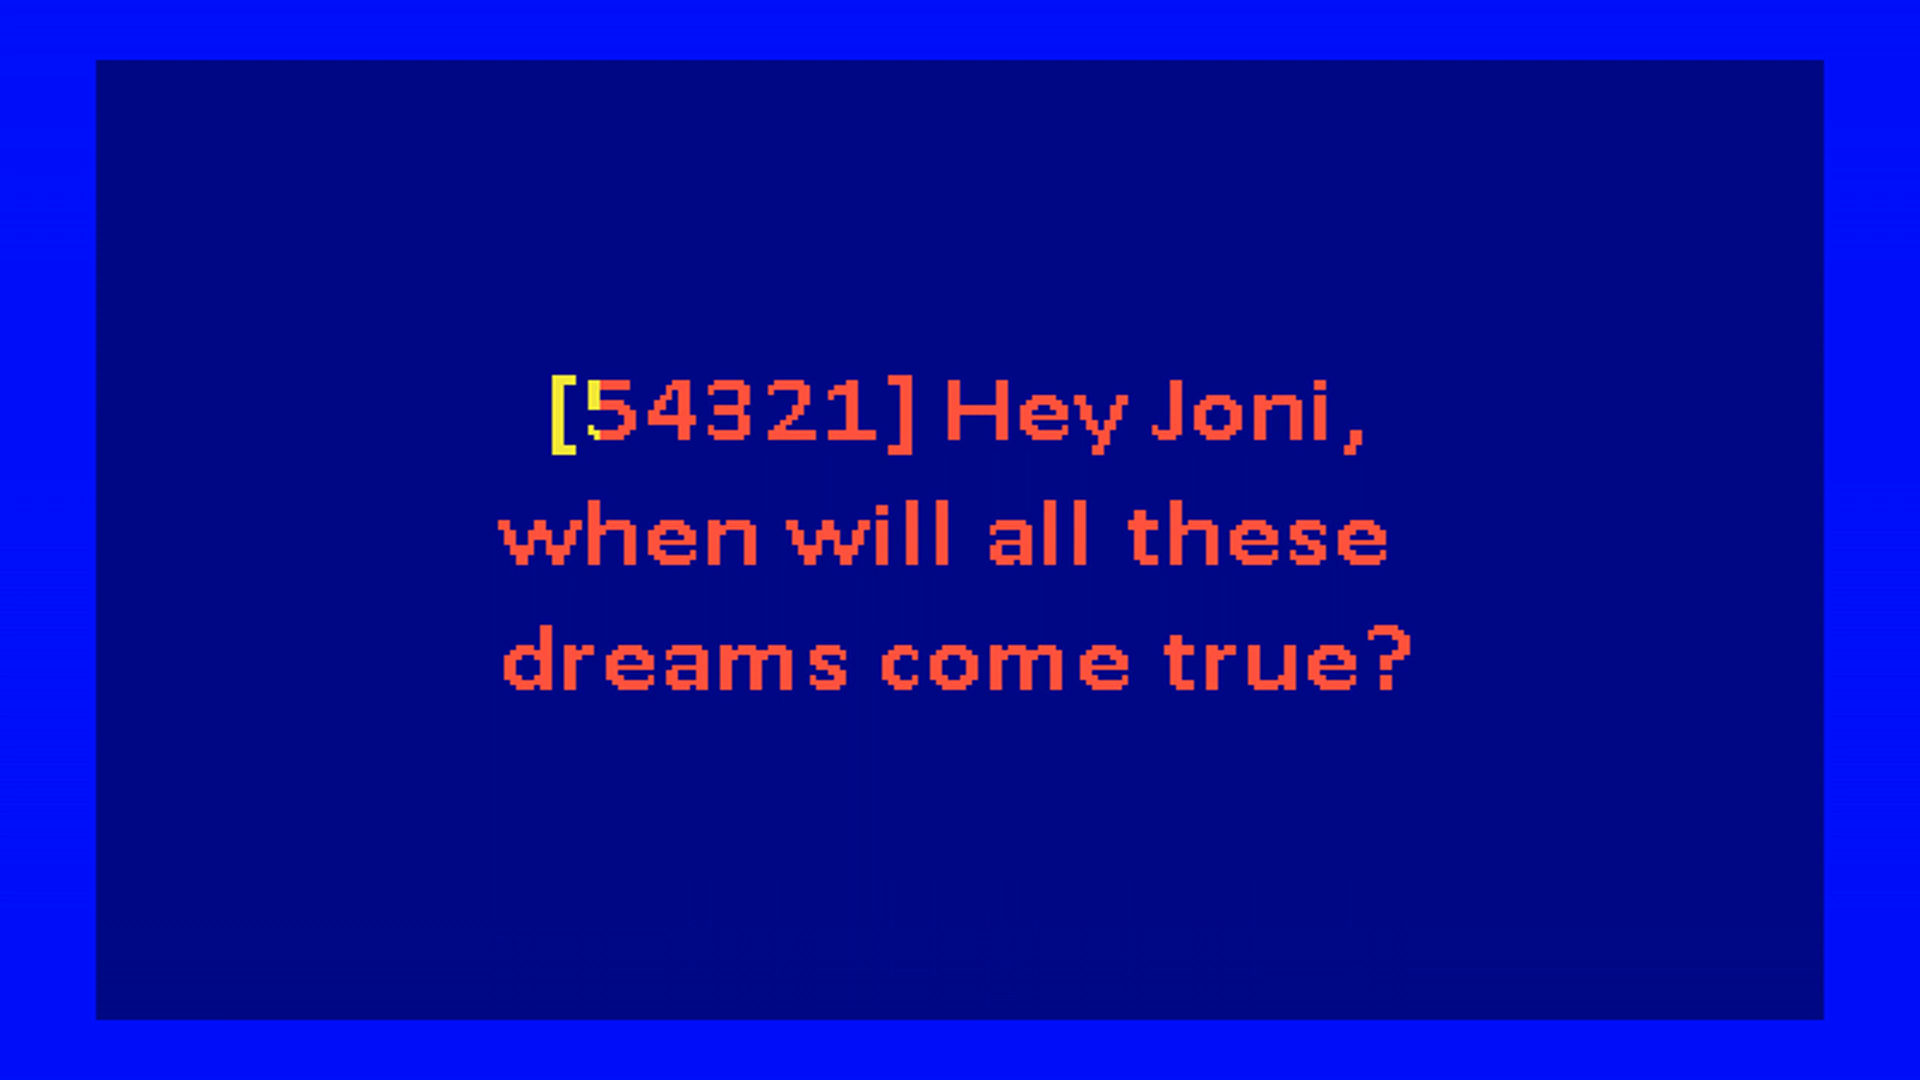 [54321] Hey Joni,
when will all these
dreams come true?